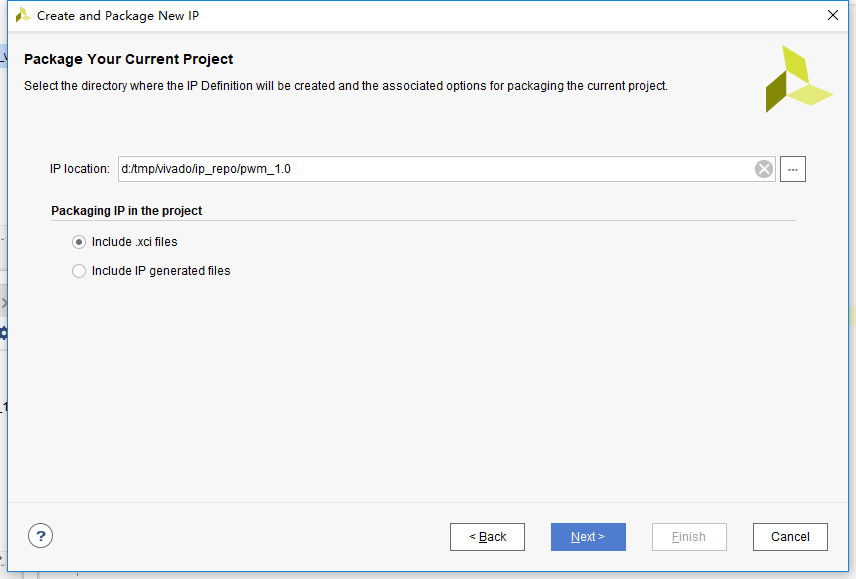 Create and Package New IP
Package Your Current Project
Select the directory where the IP Definition will be created and the associated options for packaging the current project.
IP location: d:/tmp/vivado/ip_repo/pwm_1.0 ...
Packaging IP in the project
Include .xci files
Include IP generated files
? < Back Next > Finish Cancel